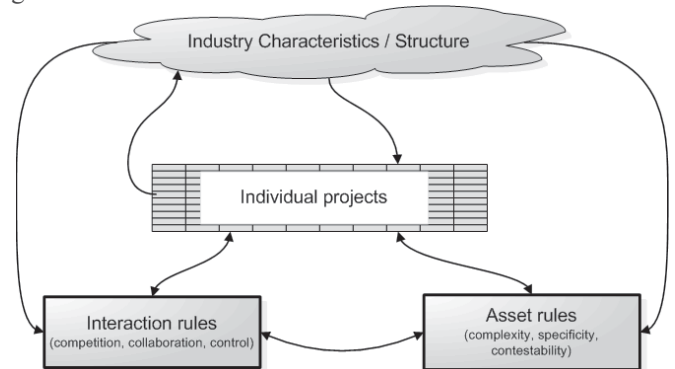 Industry Characteristics / Structure
Individual projects
Interaction rules
(competition, collaboration, control)
Asset rules
(complexity, specificity,
contestability)